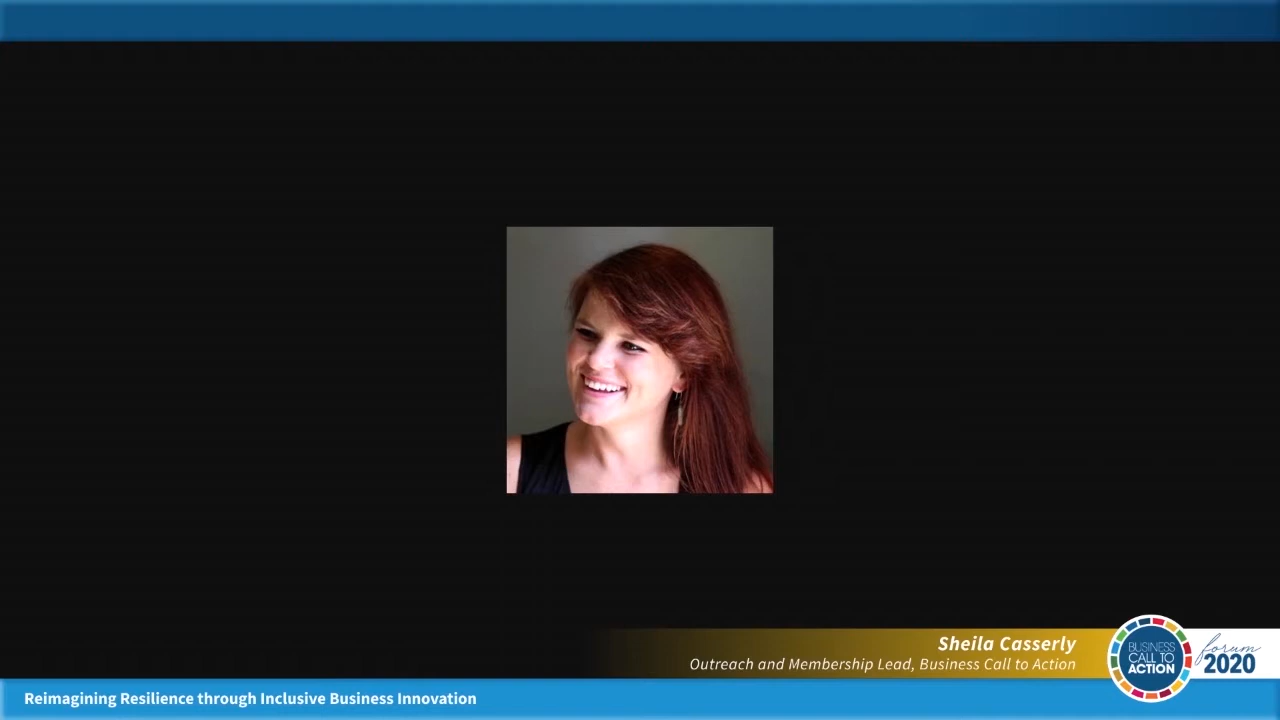 Sheila Casserly
Outreach and Membership Lead, Business Call to Action
BUSINESS
CALL TO
ACTION
forum
2020
Reimagining Resilience through Inclusive Business Innovation